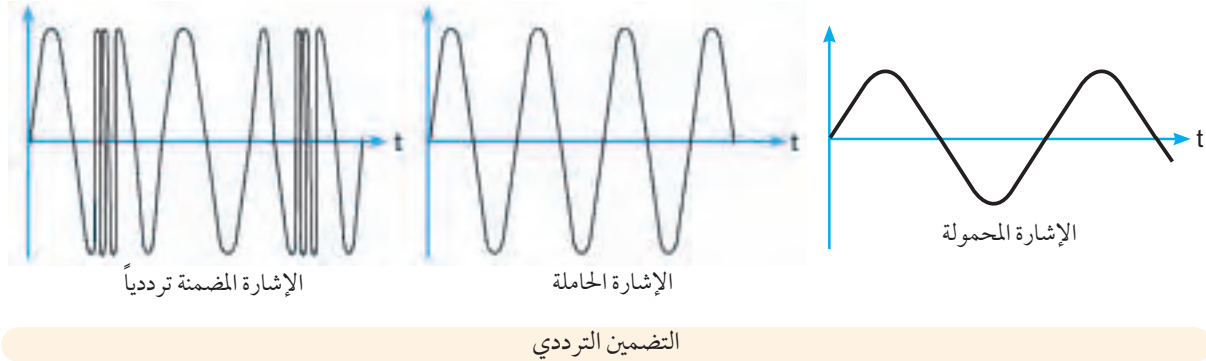 t
t
t
الإشارة المحمولة
الإشارة الحاملة
الإشارة المضمنة ترددياً
التضمين الترددي